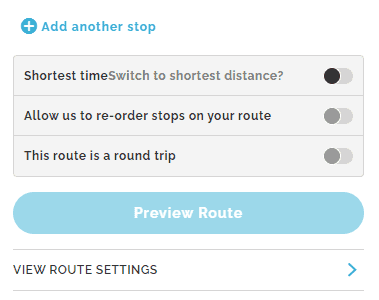 Add another stop
Shortest timeSwitch to shortest distance?
Allow us to re-order stops on your route
This route is a round trip
Preview Route
VIEW ROUTE SETTINGS